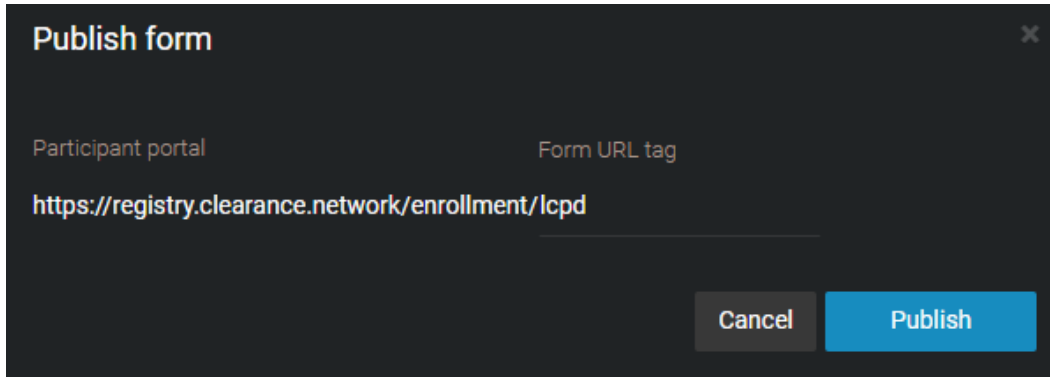 Publish form
Participant portal
Form URL tag
https://registry.clearance.network/enrollment/lcpd
Cancel
Publish